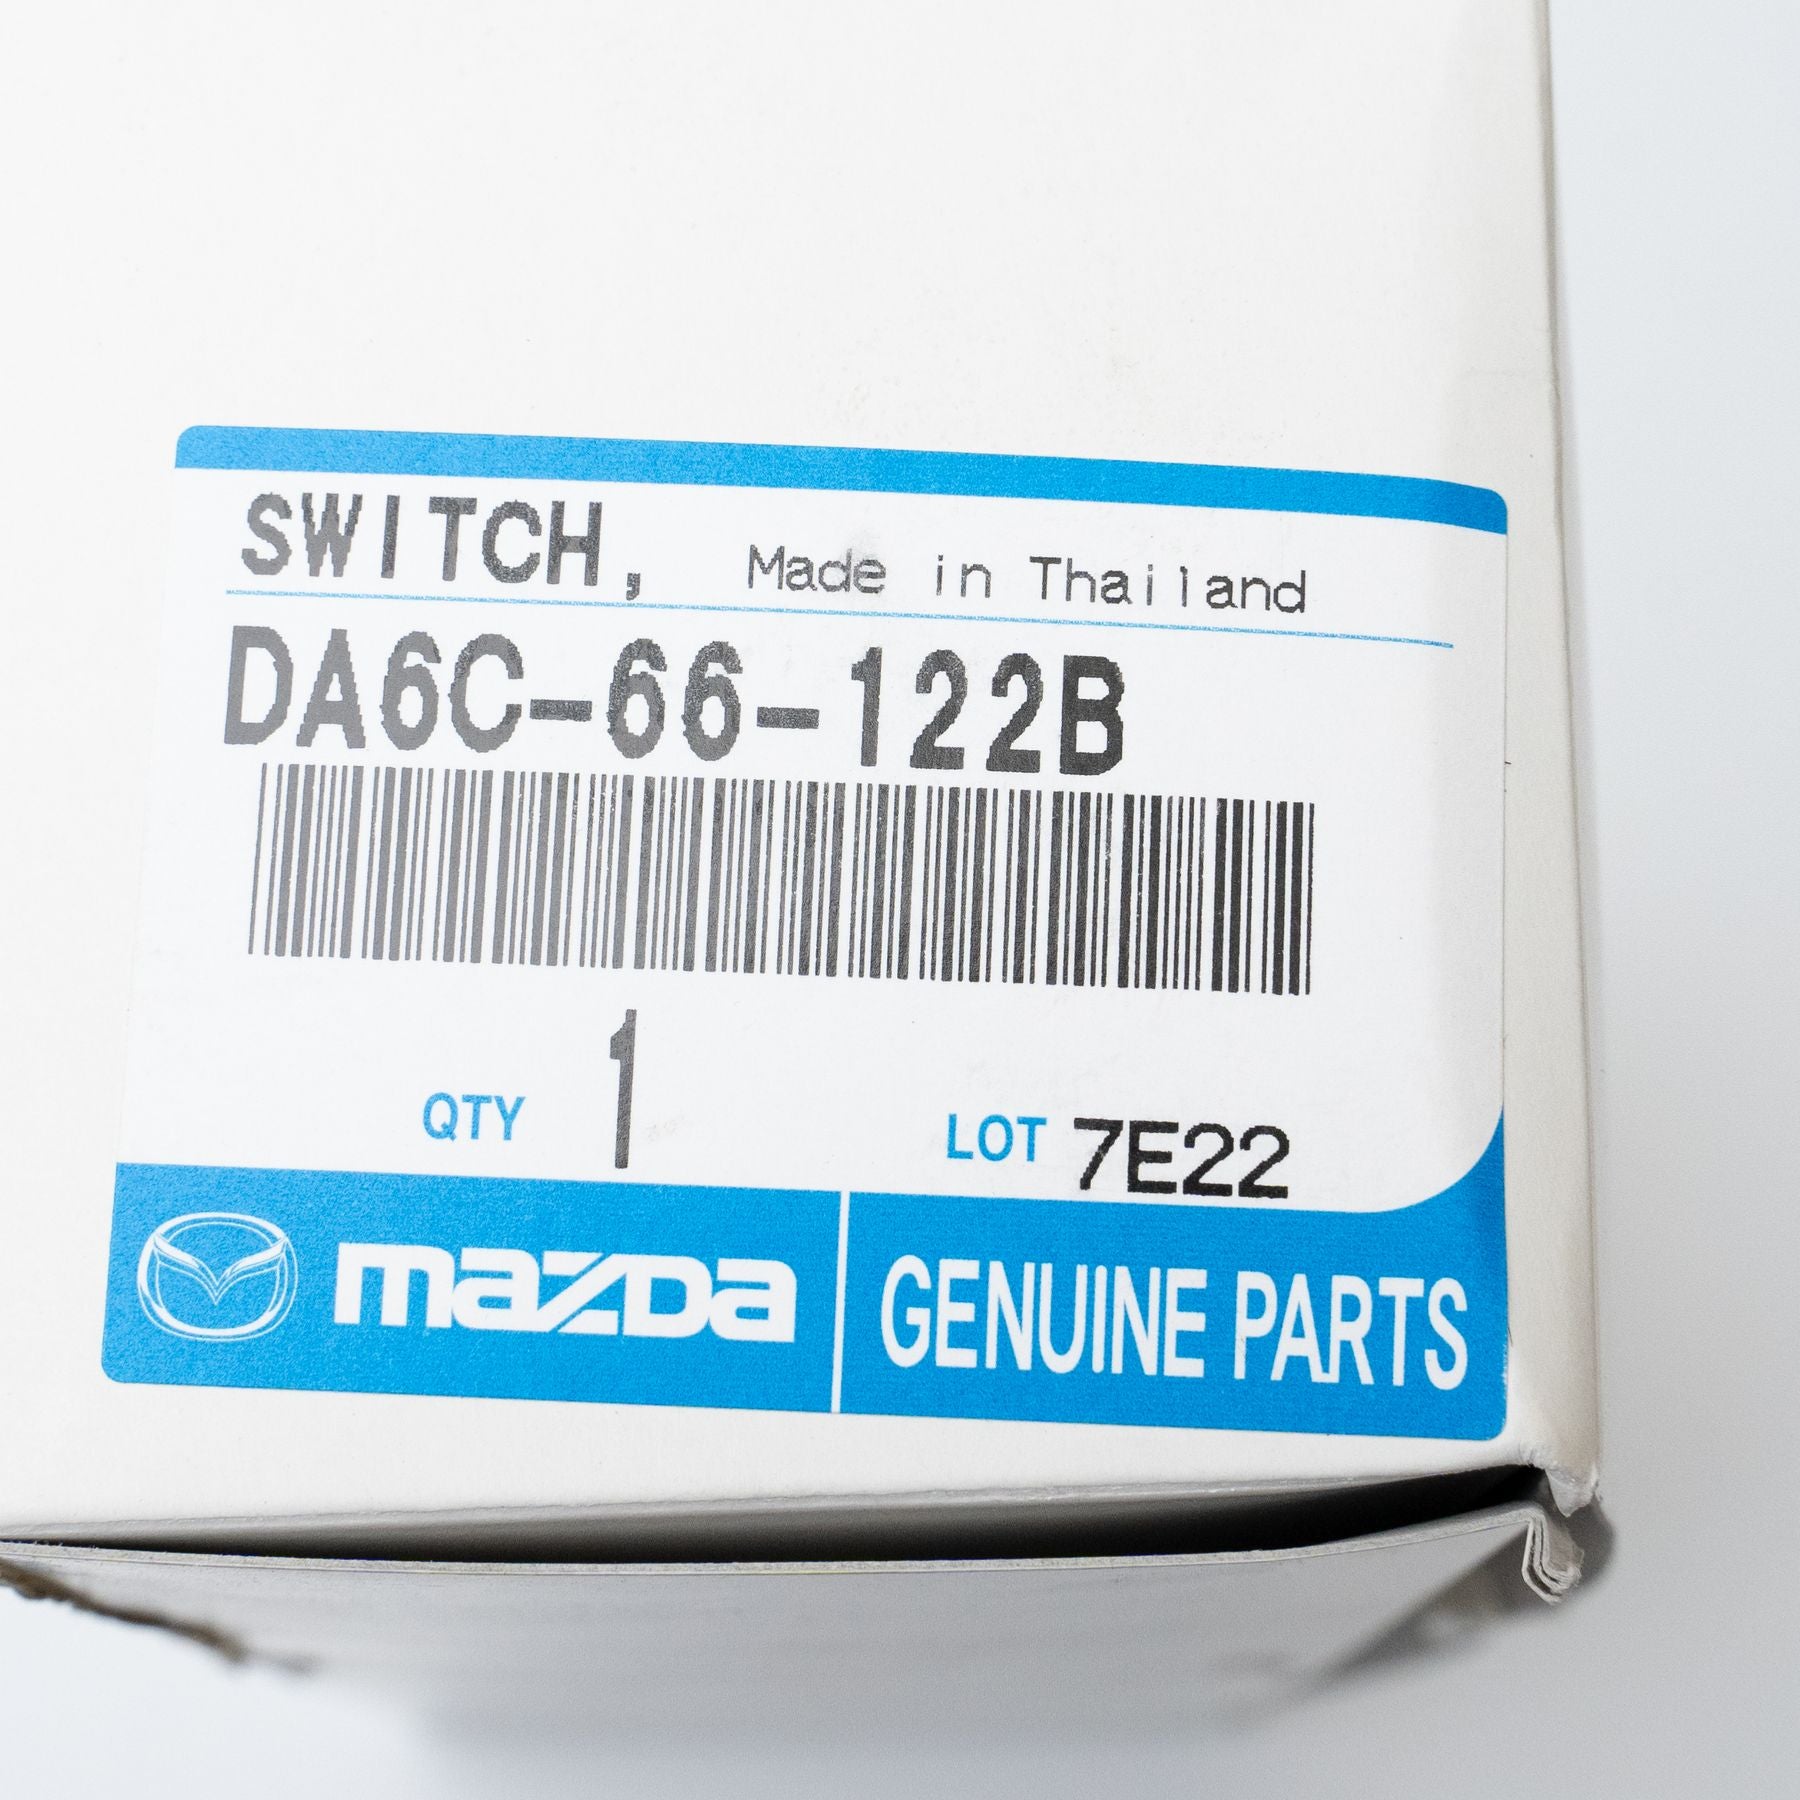 SWITCH, Made in Thailand
DA6C-66-122B
QTY 1 LOT 7E22
mazda GENUINE PARTS